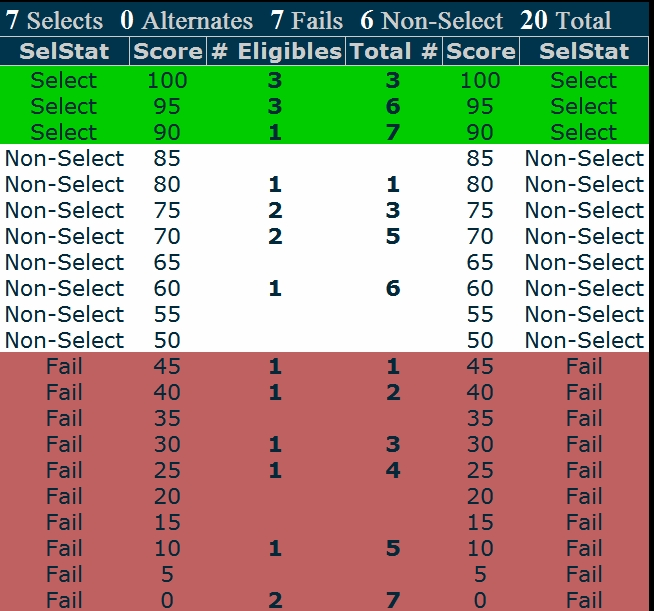 7 Selects 0 Alternates 7 Fails 6 Non-Select 20 Total
SelStat Score # Eligibles Total # Score SelStat
Select 100 3 3 100 Select
Select 95 3 6 95 Select
Select 90 1 7 90 Select
Non-Select 85 85 Non-Select
Non-Select 80 1 1 80 Non-Select
Non-Select 75 2 3 75 Non-Select
Non-Select 70 2 5 70 Non-Select
Non-Select 65 65 Non-Select
Non-Select 60 1 6 60 Non-Select
Non-Select 55 55 Non-Select
Non-Select 50 50 Non-Select
Fail 45 1 1 45 Fail
Fail 40 1 2 40 Fail
Fail 35 35 Fail
Fail 30 1 3 30 Fail
Fail 25 1 4 25 Fail
Fail 20 20 Fail
Fail 15 15 Fail
Fail 10 1 5 10 Fail
Fail 5 5 Fail
Fail 0 2 7 0 Fail